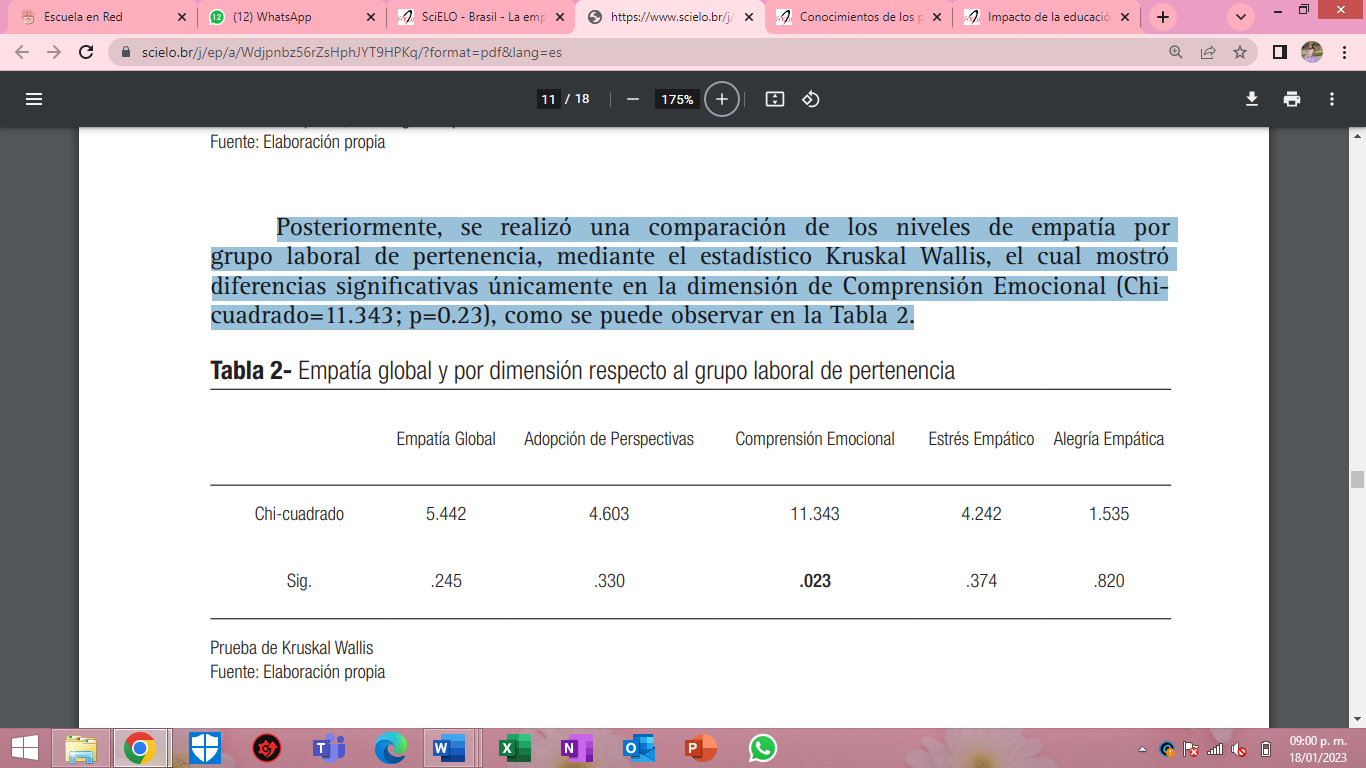 Escuela en Red
(12) WhatsApp
SciELO - Brasil - La emp
https://www.scielo.br/j/
Conocimientos de los p
Impacto de la educació
scielo.br/j/ep/a/Wdjpnbz56rZsHphJYT9HPKq/?format=pdf&lang=es
11 / 18
175%
Fuente: Elaboración propia
Posteriormente, se realizó una comparación de los niveles de empatía por
grupo laboral de pertenencia, mediante el estadístico Kruskal Wallis, el cual mostró
diferencias significativas únicamente en la dimensión de Comprensión Emocional (Chi-
cuadrado=11.343; p=0.23), como se puede observar en la Tabla 2.
Tabla 2- Empatía global y por dimensión respecto al grupo laboral de pertenencia
Empatía Global Adopción de Perspectivas Comprensión Emocional Estrés Empático Alegría Empática
Chi-cuadrado 5.442 4.603 11.343 4.242 1.535
Sig. .245 .330 .023 .374 .820
Prueba de Kruskal Wallis
Fuente: Elaboración propia
09:00 p. m.
18/01/2023